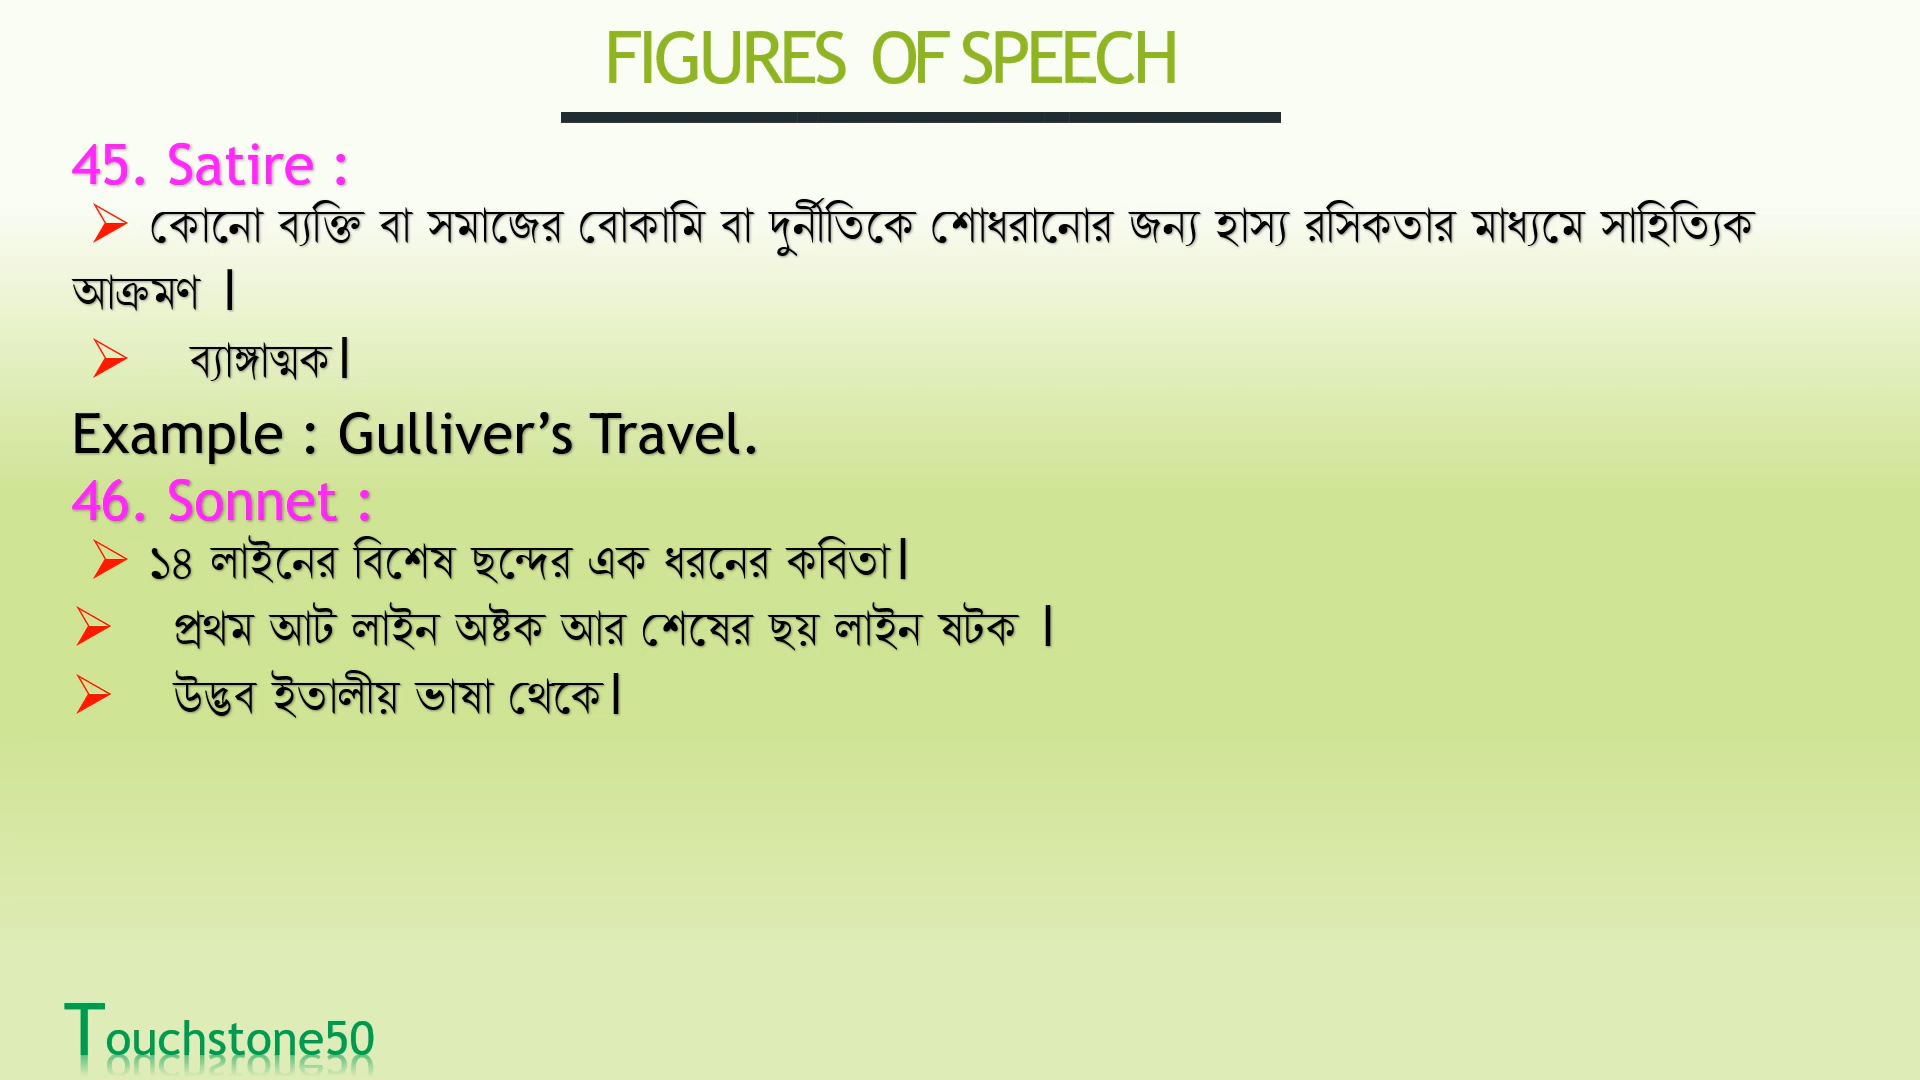 FIGURES OF SPEECH
45. Satire :
➢ কোনো ব্যক্তি বা সমাজের বোকামি বা দুর্নীতিকে শোধরানোর জন্য হাস্য রসিকতার মাধ্যমে সাহিত্যিক
আক্রমণ ।
➢ ব্যাঙ্গাত্মক।
Example : Gulliver’s Travel.
46. Sonnet :
➢ ১৪ লাইনের বিশেষ ছন্দের এক ধরনের কবিতা।
➢ প্রথম আট লাইন অষ্টক আর শেষের ছয় লাইন ষটক ।
➢ উদ্ভব ইতালীয় ভাষা থেকে।
Touchstone50